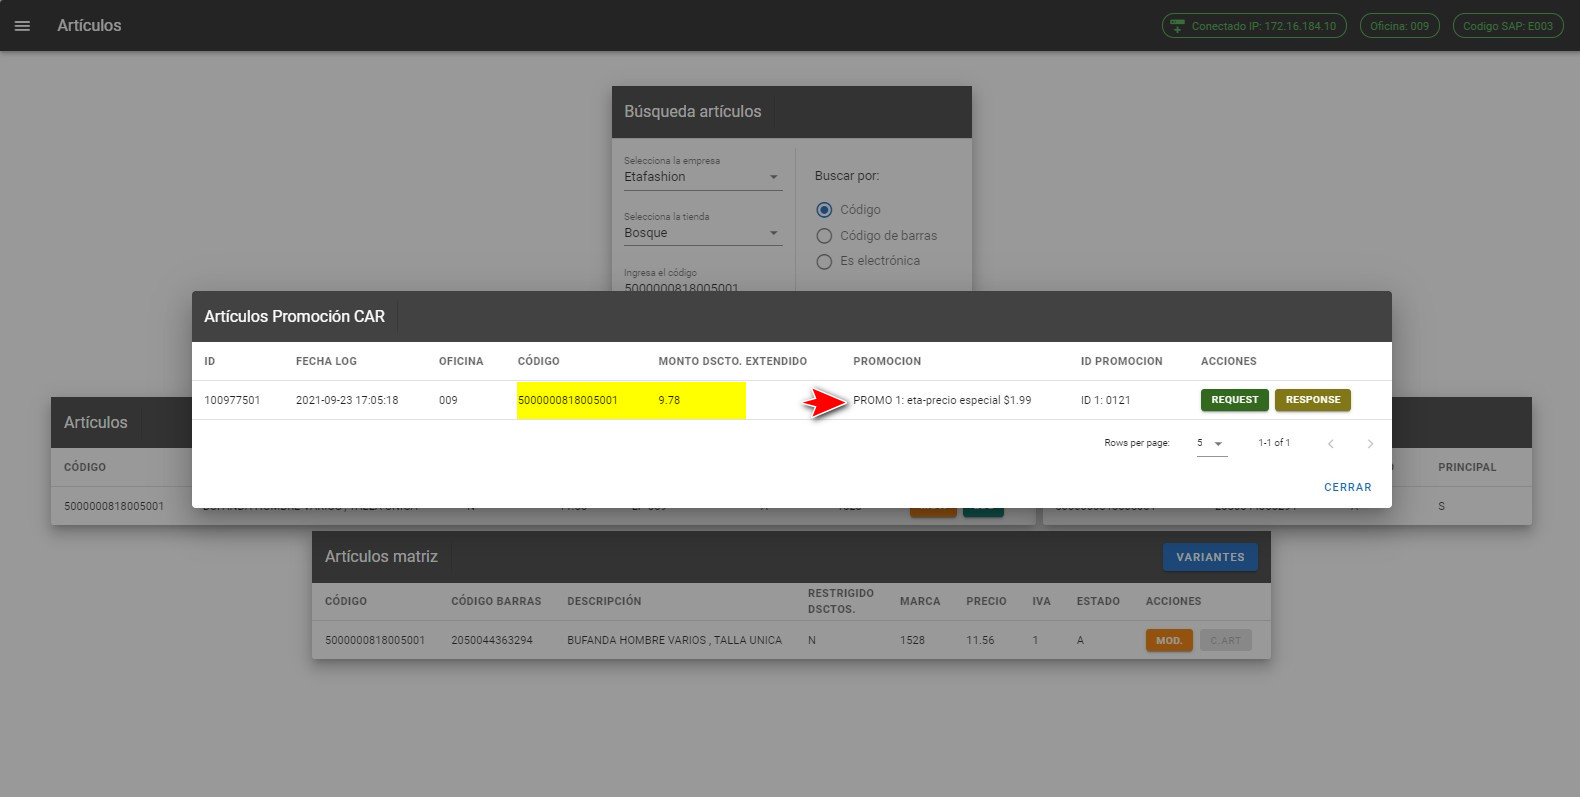 Artículos
Conectado IP: 172.16.184.10
Oficina: 009
Codigo SAP: E003
Búsqueda artículos
Selecciona la empresa
Etafashion
Selecciona la tienda
Bosque
Ingresa el código
5000000818005001
Buscar por:
Código
Código de barras
Es electrónica
Artículos Promoción CAR
ID FECHA LOG OFICINA CÓDIGO MONTO DSCTO. EXTENDIDO PROMOCION ID PROMOCION ACCIONES
100977501 2021-09-23 17:05:18 009 5000000818005001 9.78 PROMO 1: eta-precio especial $1.99 ID 1: 0121 REQUEST RESPONSE
Rows per page: 5 1-1 of 1
CERRAR
Artículos
CÓDIGO PRINCIPAL
5000000818005001 BUFANDA HOMBRE VARIOS , TALLA UNICA S
Artículos matriz VARIANTES
CÓDIGO CÓDIGO BARRAS DESCRIPCIÓN RESTRIGIDO DSCTOS. MARCA PRECIO IVA ESTADO ACCIONES
5000000818005001 2050044363294 BUFANDA HOMBRE VARIOS , TALLA UNICA N 1528 11.56 1 A MOD. C.ART